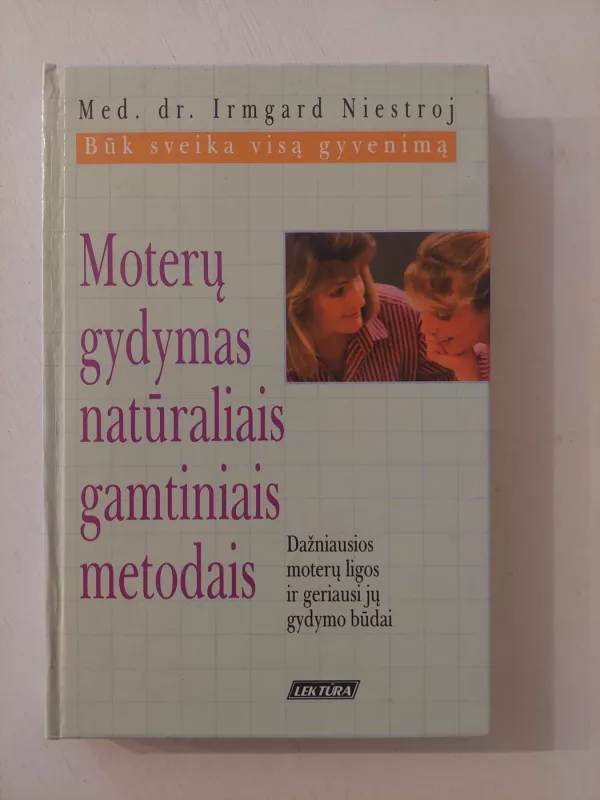 Med. dr. Irmgard Niestroj
Būk sveika visą gyvenimą
Moterų
gydymas
natūraliais
gamtiniais
metodais
Dažniausios
moterų ligos
ir geriausi jų
gydymo būdai
LEKTŪRA